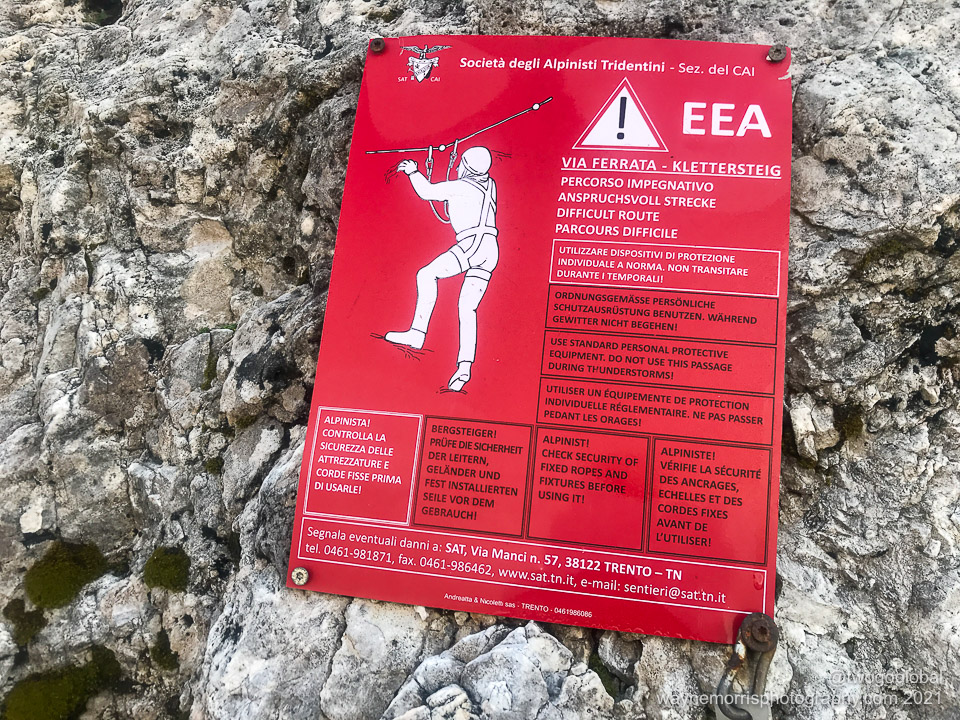 SAT CAI
Società degli Alpinisti Tridentini - Sez. del CAI
!
EEA
VIA FERRATA - KLETTERSTEIG
PERCORSO IMPEGNATIVO
ANSPRUCHSVOLL STRECKE
DIFFICULT ROUTE
PARCOURS DIFFICILE
UTILIZZARE DISPOSITIVI DI PROTEZIONE
INDIVIDUALE A NORMA. NON TRANSITARE
DURANTE I TEMPORALI!
ORDNUNGSGEMÄSSE PERSÖNLICHE
SCHUTZAUSRÜSTUNG BENUTZEN. WÄHREND
GEWITTER NICHT BEGEHEN!
USE STANDARD PERSONAL PROTECTIVE
EQUIPMENT. DO NOT USE THIS PASSAGE
DURING THUNDERSTORMS!
UTILISER UN ÉQUIPEMENTE DE PROTECTION
INDIVIDUELLE RÉGLEMENTAIRE. NE PAS PASSER
PEDANT LES ORAGES!
ALPINISTA!
CONTROLLA LA
SICUREZZA DELLE
ATTREZZATURE E
CORDE FISSE PRIMA
DI USARLE!
BERGSTEIGER!
PRÜFE DIE SICHERHEIT
DER LEITERN,
GELÄNDER UND
FEST INSTALLIERTEN
SEILE VOR DEM
GEBRAUCH!
ALPINIST!
CHECK SECURITY OF
FIXED ROPES AND
FIXTURES BEFORE
USING IT!
ALPINISTE!
VÉRIFIE LA SÉCURITÉ
DES ANCRAGES,
ECHELLES ET DES
CORDES FIXES
AVANT DE
L'UTILISER!
Segnala eventuali danni a: SAT, Via Manci n. 57, 38122 TRENTO – TN
tel. 0461-981871, fax. 0461-986462, www.sat.tn.it, e-mail: sentieri@sat.tn.it
Andreatta & Nicoletti sas - TRENTO - 0461986086
@twogoglobal
waynemorrisphotography.com 2021